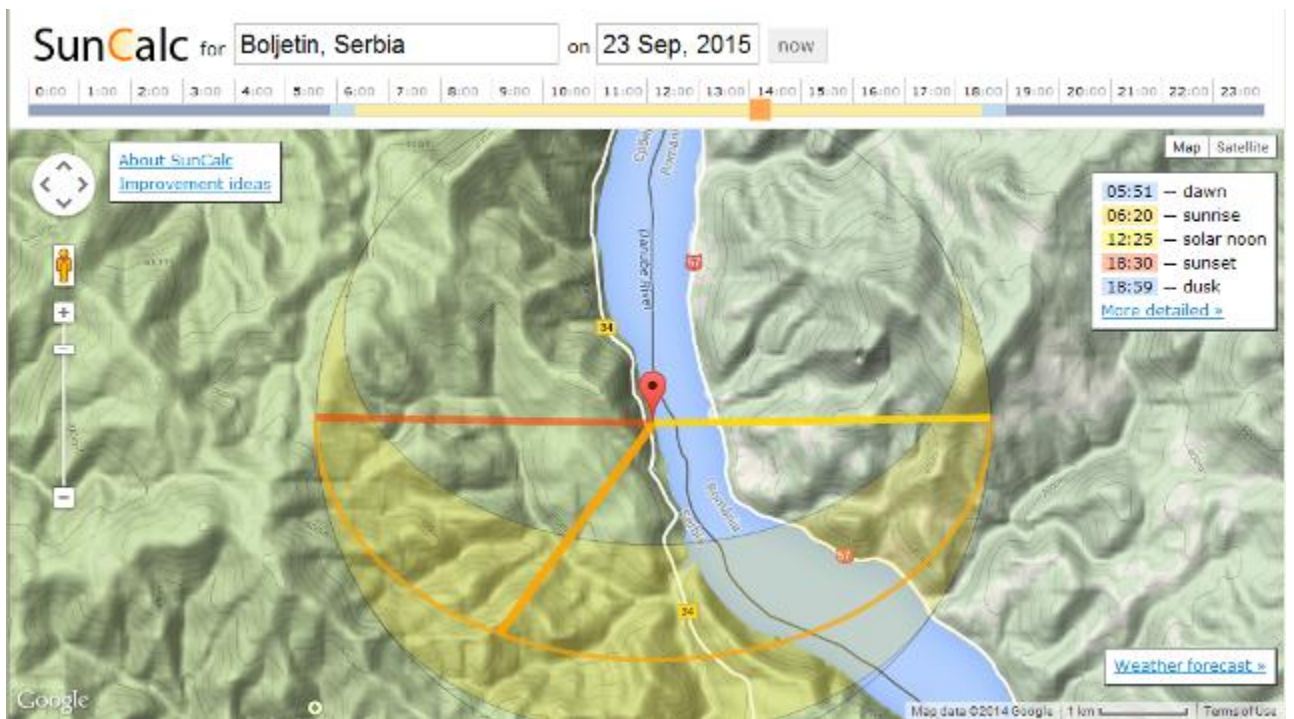 SunCalc for Boljetin, Serbia on 23 Sep, 2015 now
0:00 1:00 2:00 3:00 4:00 5:00 6:00 7:00 8:00 9:00 10:00 11:00 12:00 13:00 14:00 15:00 16:00 17:00 18:00 19:00 20:00 21:00 22:00 23:00
About SunCalc
Improvement ideas
Map Satellite
05:51 – dawn
06:20 – sunrise
12:25 – solar noon
18:30 – sunset
18:59 – dusk
More detailed »
Danube River
67
34
România
Serbia
57
34
Weather forecast »
Google
Map data ©2014 Google 1 km Terms of Use